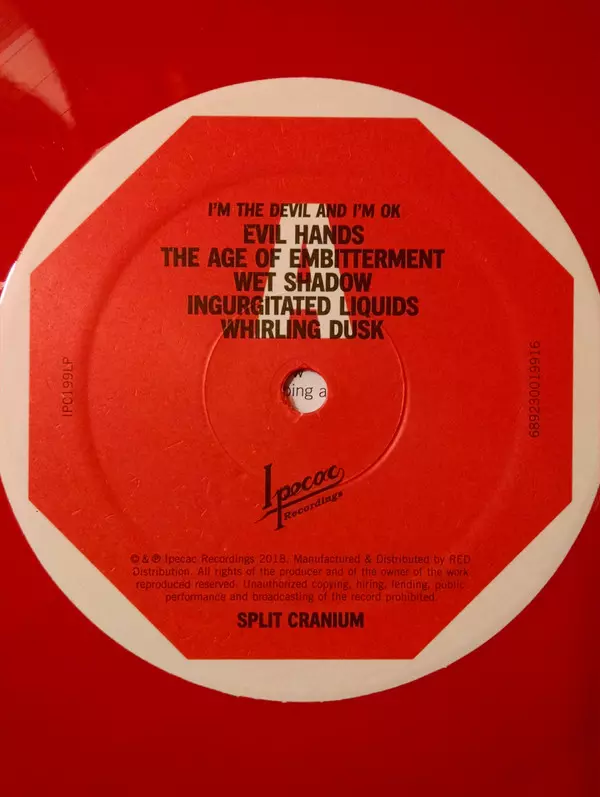 I'M THE DEVIL AND I'M OK
A
EVIL HANDS
THE AGE OF EMBITTERMENT
WET SHADOW
INGURGITATED LIQUIDS
WHIRLING DUSK
IPC199LP
689230019916
ping a
Ipecac
Recordings
© & ℗ Ipecac Recordings 2018. Manufactured & Distributed by RED
Distribution. All rights of the producer and of the owner of the work
reproduced reserved. Unauthorized copying, hiring, lending, public
performance and broadcasting of the record prohibited.
SPLIT CRANIUM